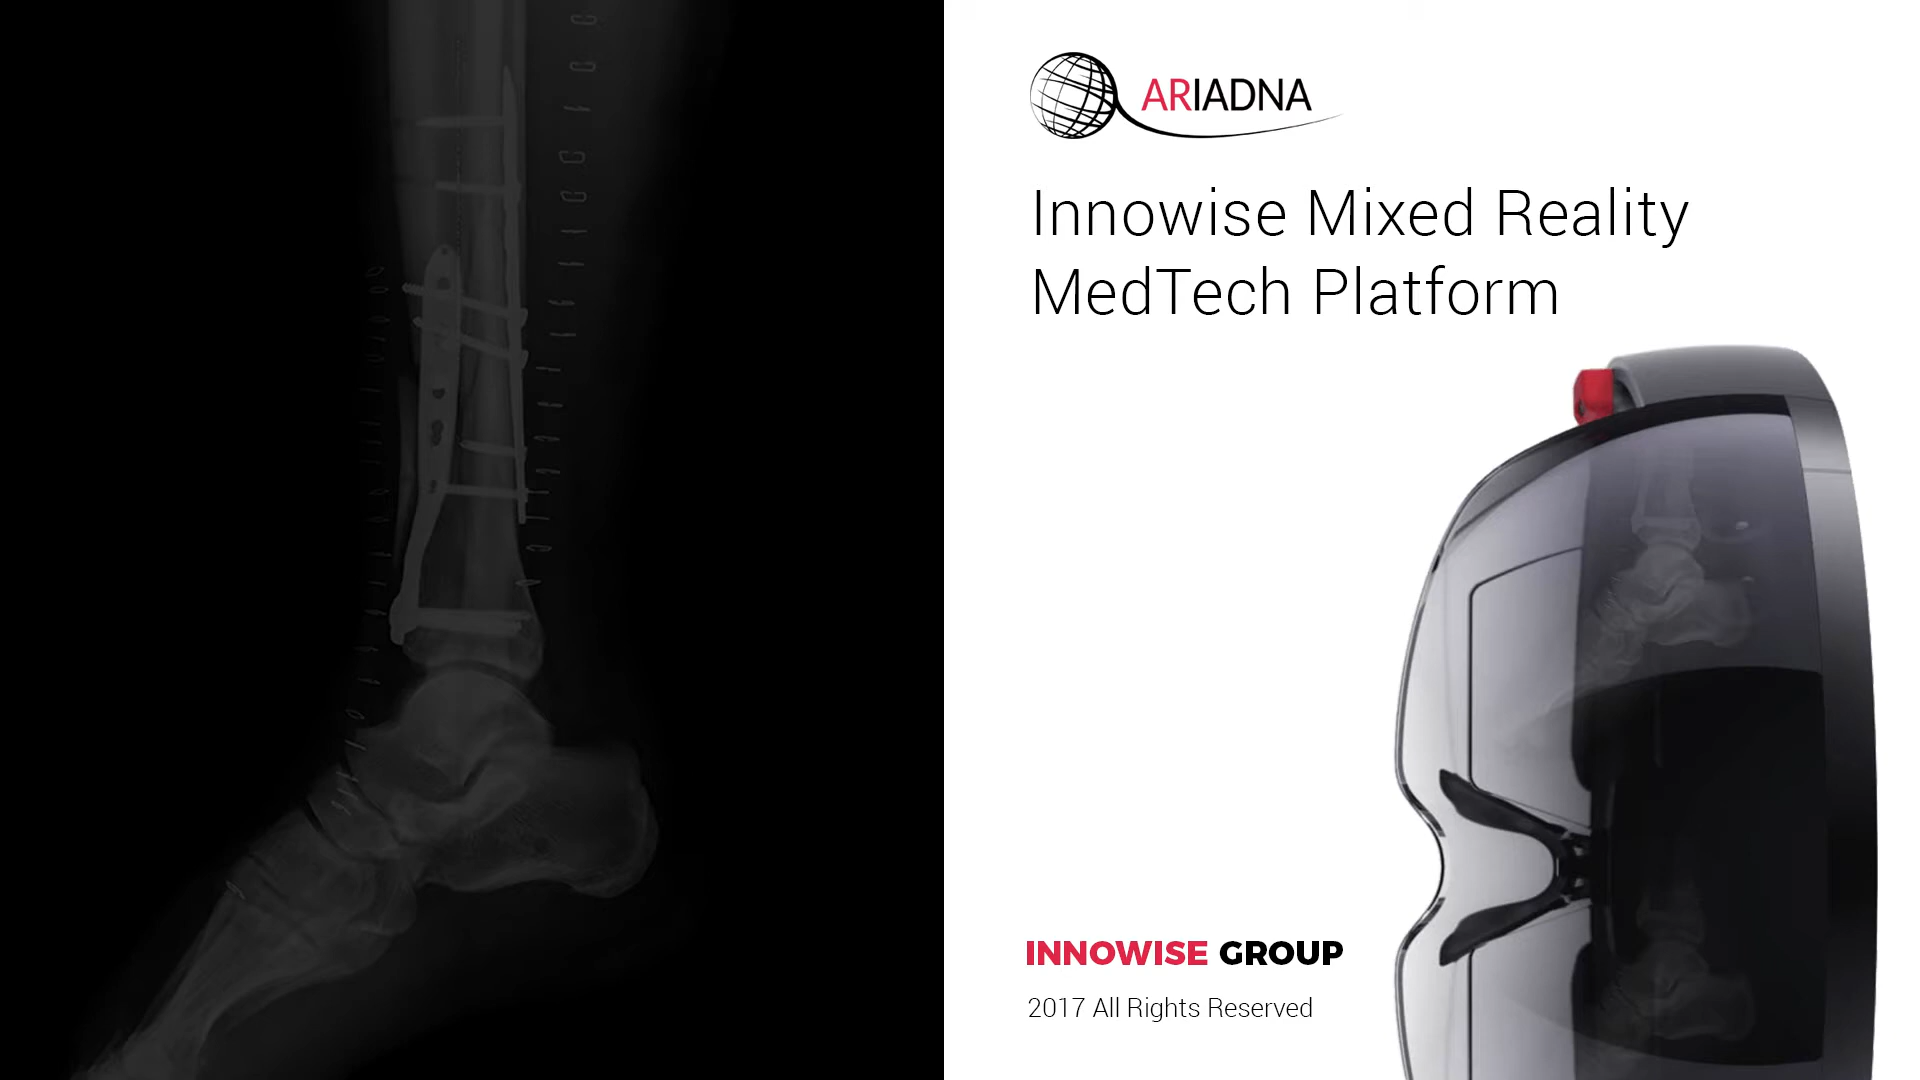 ARIADNA
Innowise Mixed Reality
MedTech Platform
INNOWISE GROUP
2017 All Rights Reserved